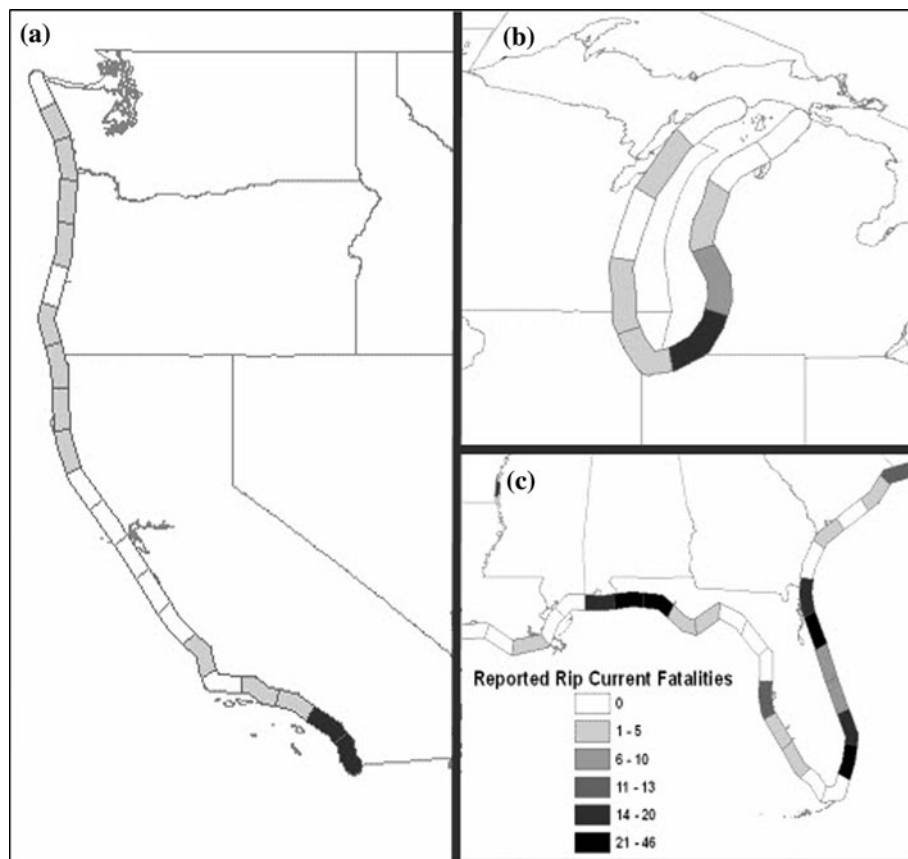 (a)
(b)
(c)
Reported Rip Current Fatalities
0
1 - 5
6 - 10
11 - 13
14 - 20
21 - 46